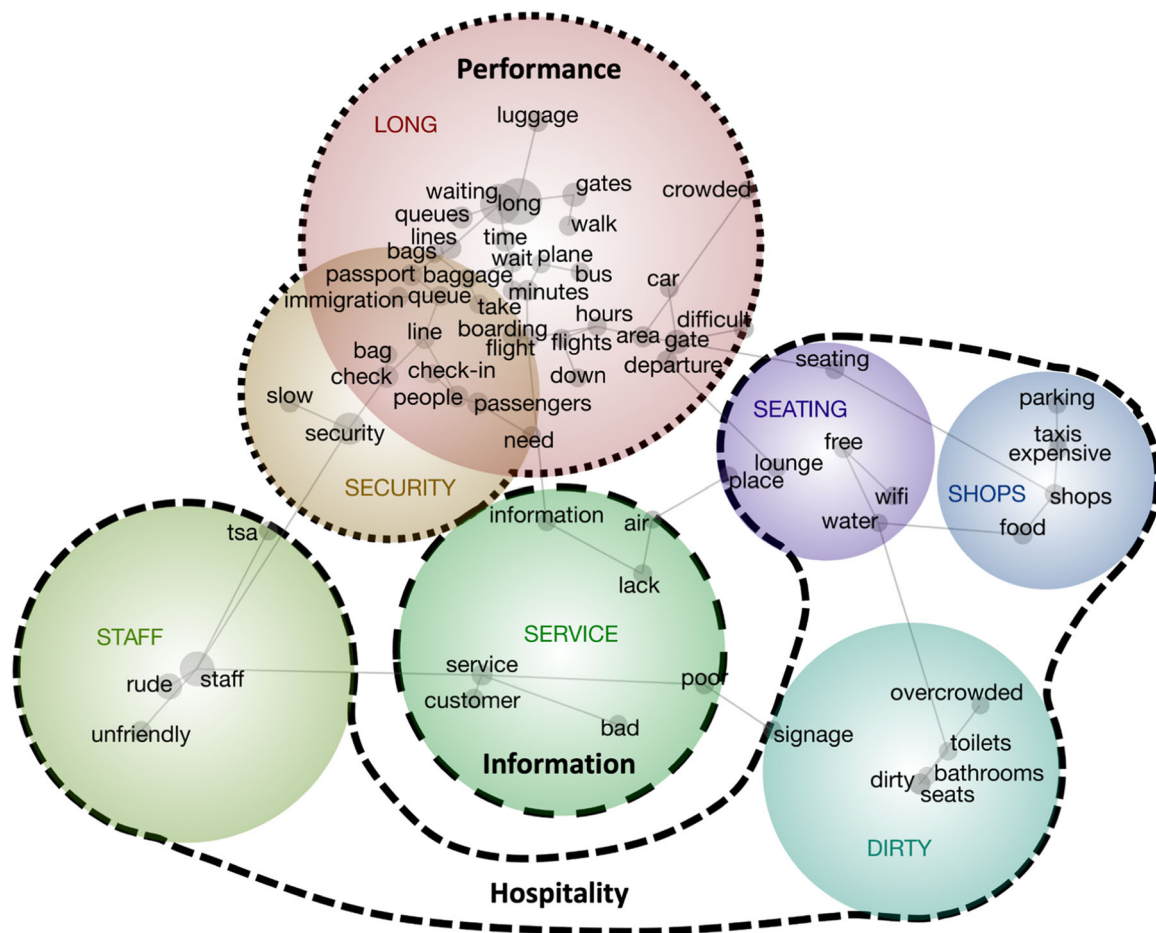 Performance
LONG
luggage
waiting
long
gates
crowded
queues
walk
lines
time
bags
wait
plane
passport
baggage
bus
car
immigration
queue
minutes
take
hours
line
boarding
area
difficult
flight
flights
gate
bag
departure
seating
check
check-in
down
slow
people
passengers
parking
SEATING
security
need
free
taxis
expensive
lounge
place
SECURITY
wifi
SHOPS
shops
information
air
water
food
tsa
lack
STAFF
SERVICE
service
rude
staff
poor
customer
overcrowded
unfriendly
bad
signage
toilets
Information
dirty
bathrooms
seats
DIRTY
Hospitality